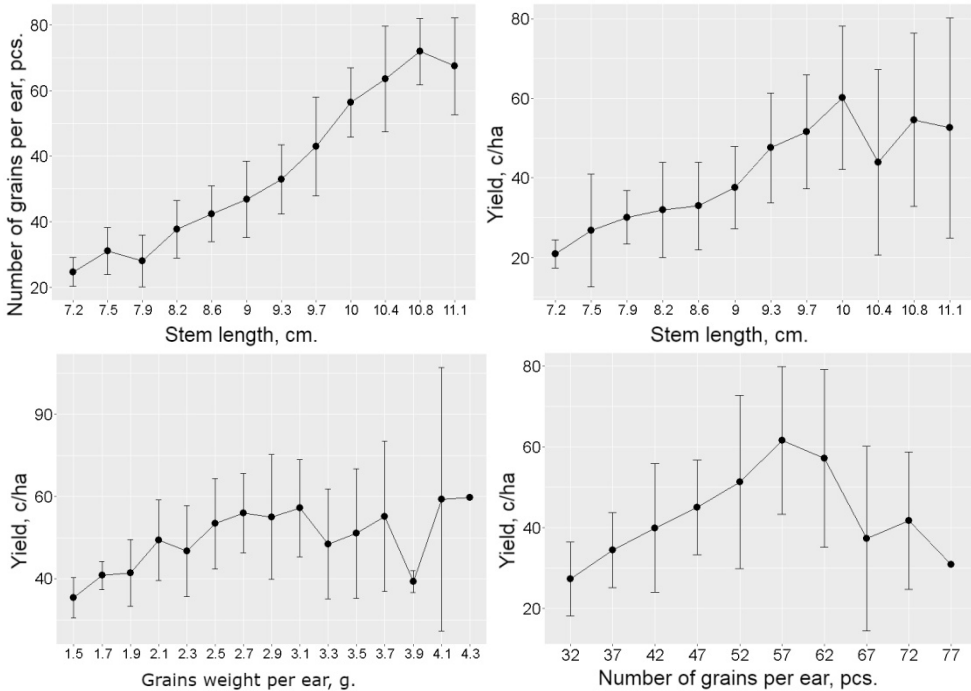 80
60
40
20
Number of grains per ear, pcs.
7.2 7.5 7.9 8.2 8.6 9 9.3 9.7 10 10.4 10.8 11.1
Stem length, cm.
80
60
40
20
Yield, c/ha
7.2 7.5 7.9 8.2 8.6 9 9.3 9.7 10 10.4 10.8 11.1
Stem length, cm.
90
60
40
Yield, c/ha
1.5 1.7 1.9 2.1 2.3 2.5 2.7 2.9 3.1 3.3 3.5 3.7 3.9 4.1 4.3
Grains weight per ear, g.
80
60
40
20
Yield, c/ha
32 37 42 47 52 57 62 67 72 77
Number of grains per ear, pcs.